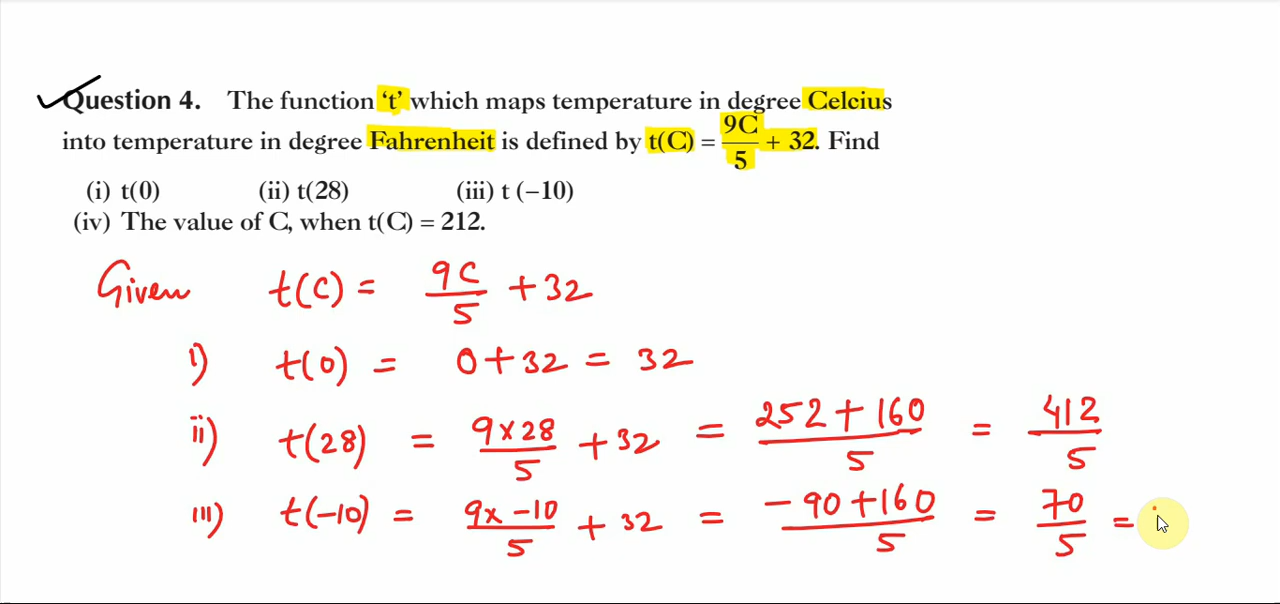 Question 4. The function ‘t’ which maps temperature in degree Celcius
into temperature in degree Fahrenheit is defined by t(C) = 9C/5 + 32. Find
(i) t(0) (ii) t(28) (iii) t (–10)
(iv) The value of C, when t(C) = 212.
Given t(C) = 9C/5 + 32
i) t(0) = 0 + 32 = 32
ii) t(28) = 9×28/5 + 32 = 252 + 160/5 = 412/5
iii) t(-10) = 9× -10/5 + 32 = -90 + 160/5 = 70/5 =